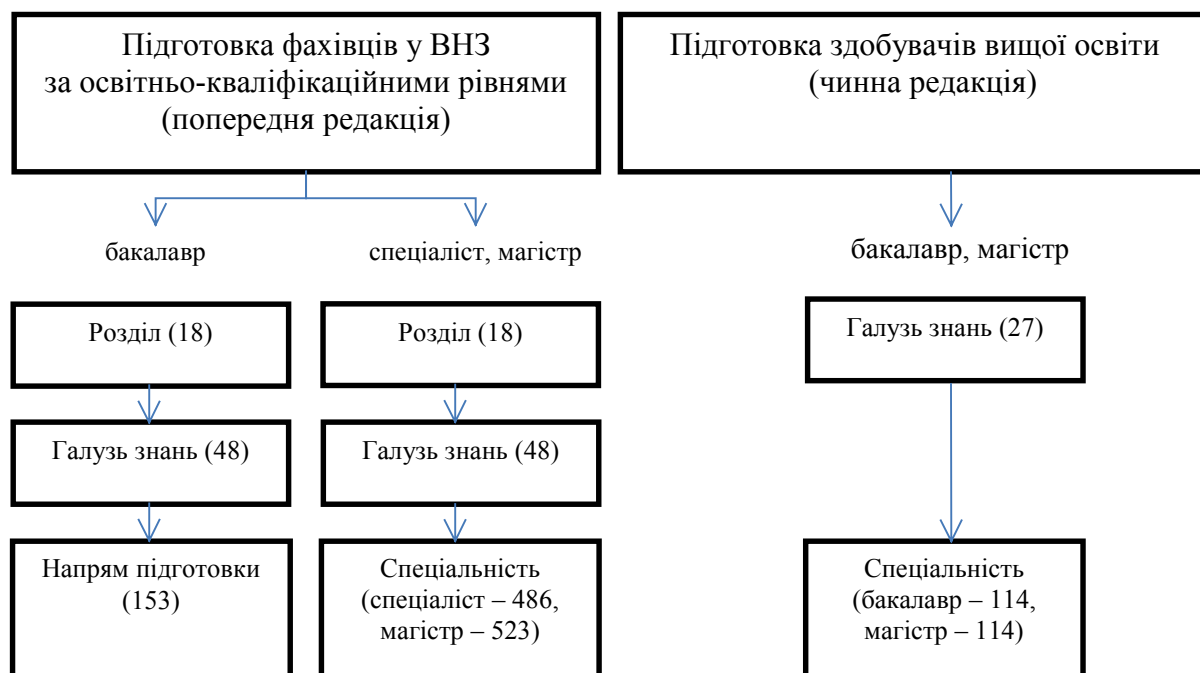 Підготовка фахівців у ВНЗ
за освітньо-кваліфікаційними рівнями
(попередня редакція)
Підготовка здобувачів вищої освіти
(чинна редакція)
бакалавр
спеціаліст, магістр
бакалавр, магістр
Розділ (18)
Розділ (18)
Галузь знань (27)
Галузь знань (48)
Галузь знань (48)
Напрям підготовки
(153)
Спеціальність
(спеціаліст – 486,
магістр – 523)
Спеціальність
(бакалавр – 114,
магістр – 114)